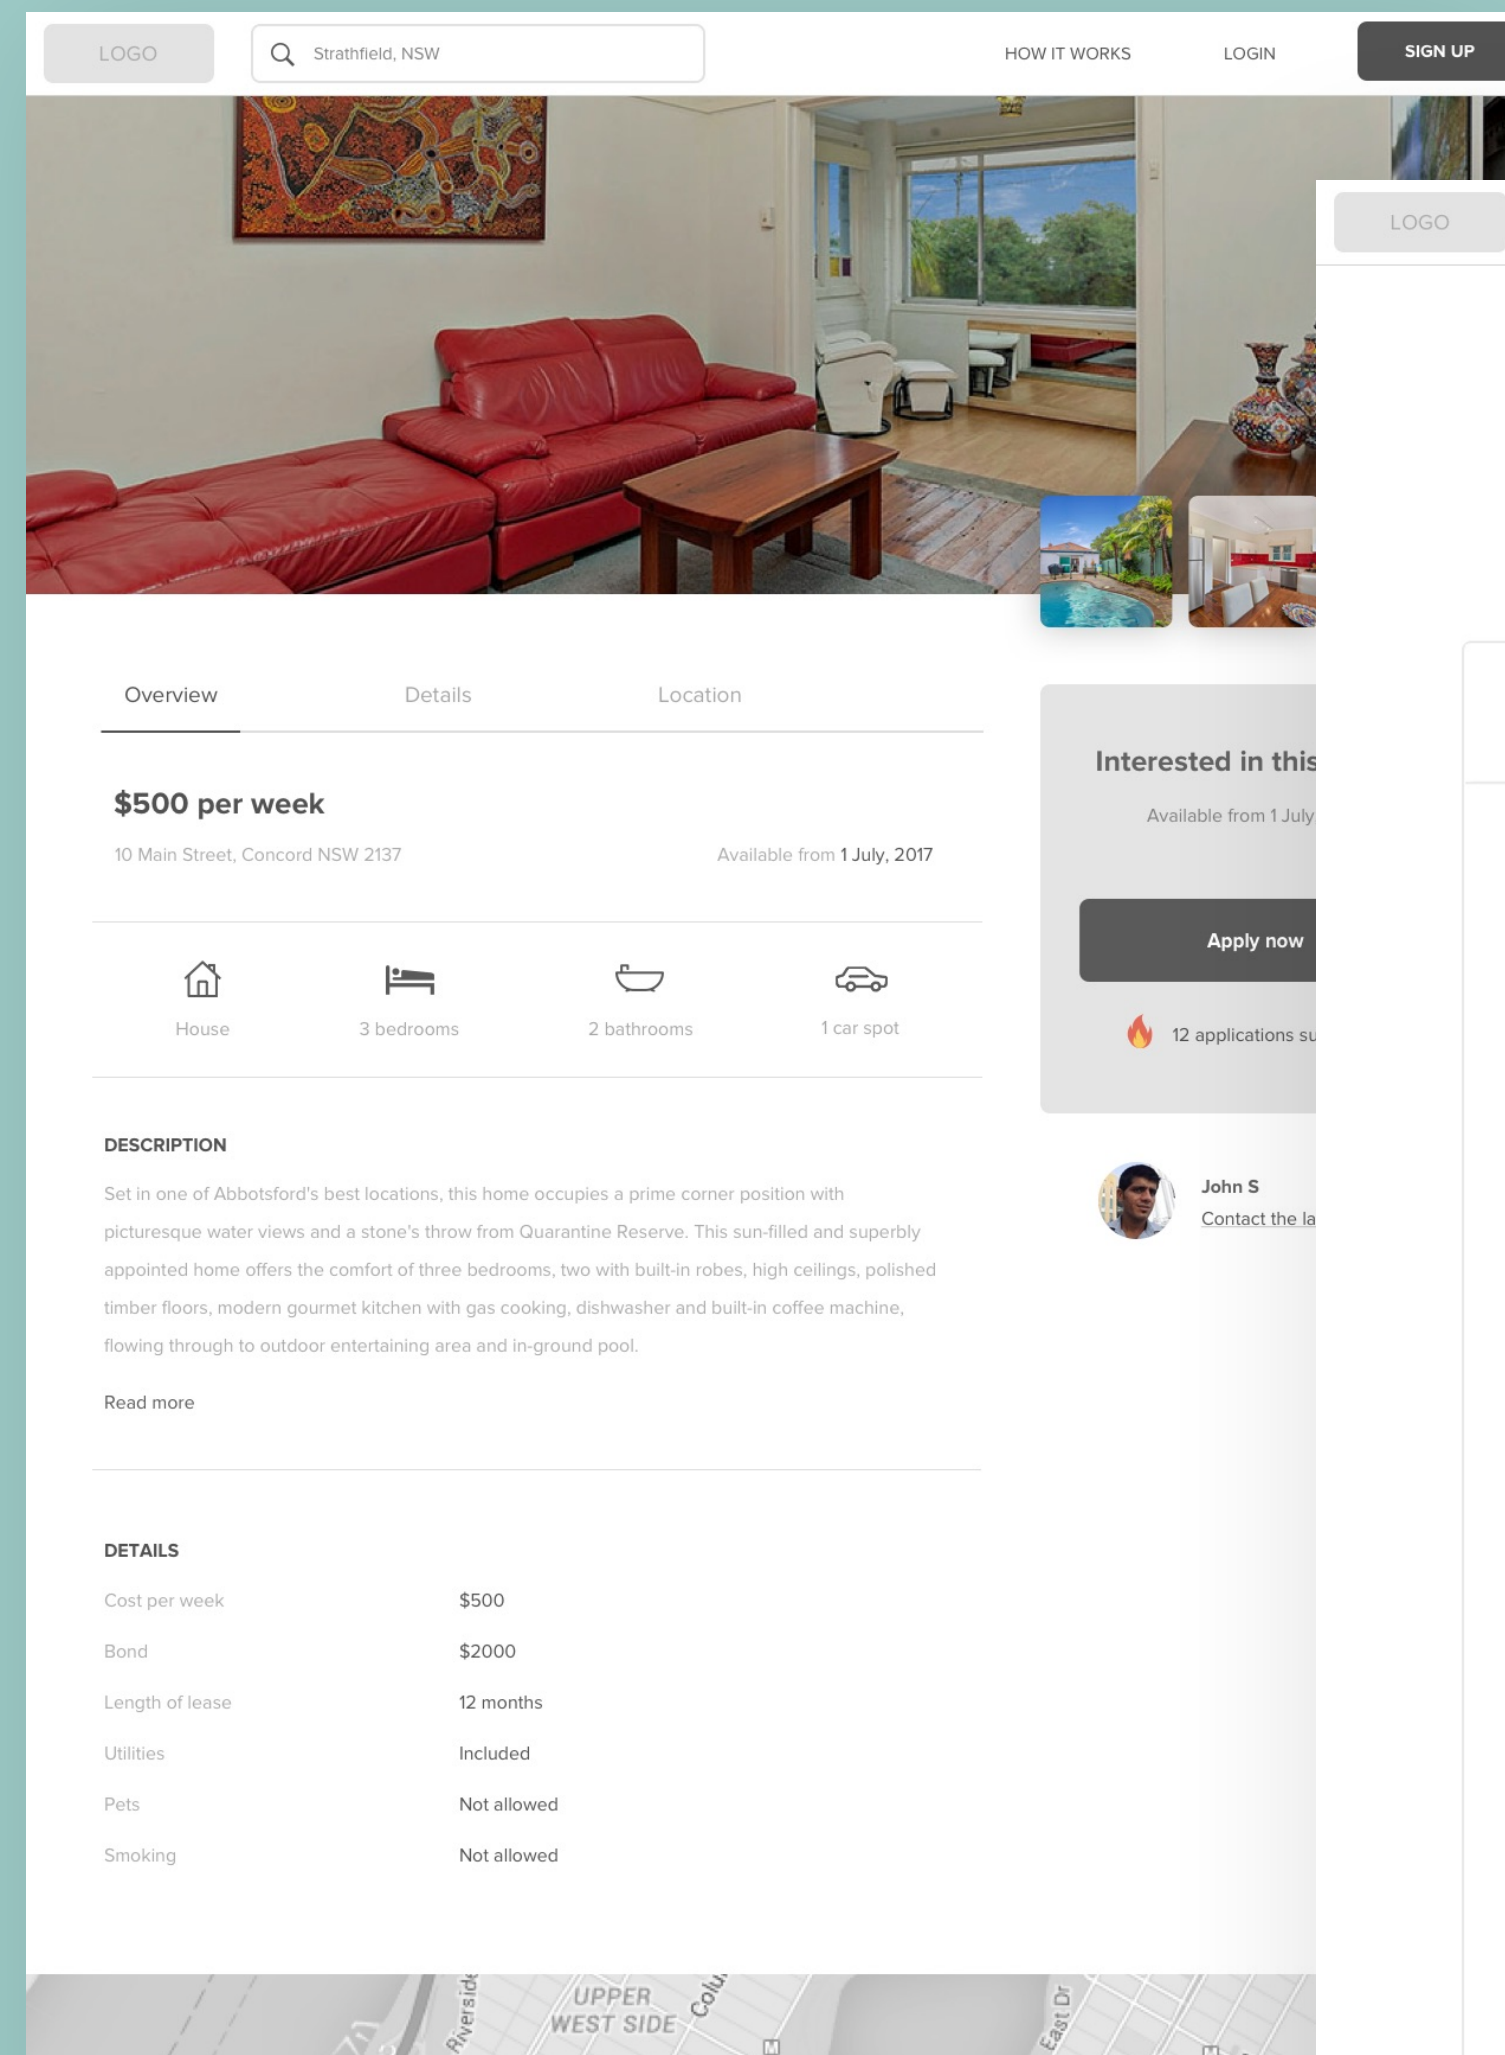 LOGO
Strathfield, NSW
HOW IT WORKS
LOGIN
SIGN UP
LOGO
Overview
Details
Location
$500 per week
10 Main Street, Concord NSW 2137
Available from 1 July, 2017
House
3 bedrooms
2 bathrooms
1 car spot
DESCRIPTION
Set in one of Abbotsford's best locations, this home occupies a prime corner position with
picturesque water views and a stone's throw from Quarantine Reserve. This sun-filled and superbly
appointed home offers the comfort of three bedrooms, two with built-in robes, high ceilings, polished
timber floors, modern gourmet kitchen with gas cooking, dishwasher and built-in coffee machine,
flowing through to outdoor entertaining area and in-ground pool.
Read more
Interested in this
Available from 1 July
Apply now
12 applications
John S
Contact the
DETAILS
Cost per week $500
Bond $2000
Length of lease 12 months
Utilities Included
Pets Not allowed
Smoking Not allowed
Riverside
UPPER
WEST SIDE
East Dr
M